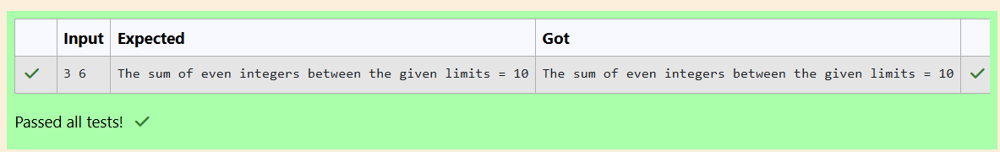 Input Expected Got
3 6 The sum of even integers between the given limits = 10 The sum of even integers between the given limits = 10
Passed all tests!